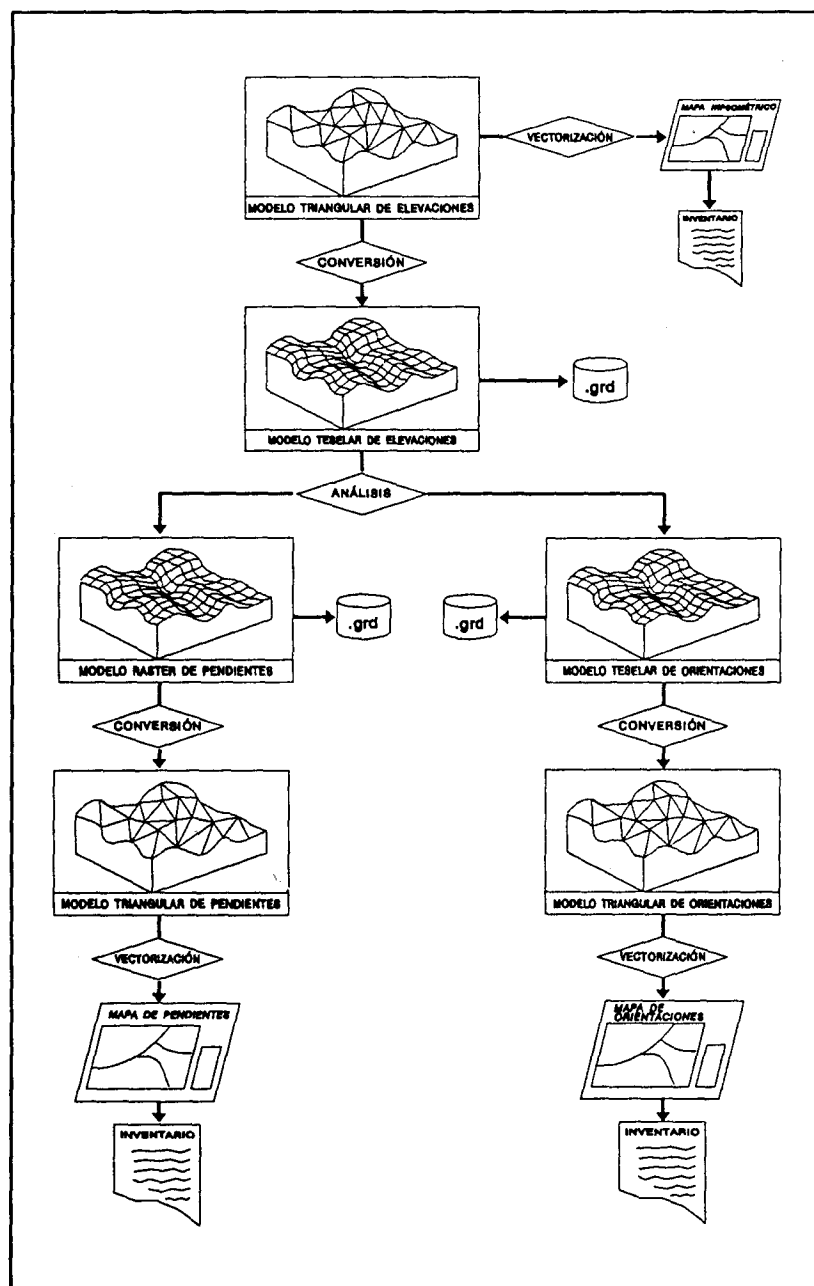 MAPA HIPSOMÉTRICO
VECTORIZACIÓN
MODELO TRIANGULAR DE ELEVACIONES
INVENTARIO
CONVERSIÓN
.grd
MODELO TESELAR DE ELEVACIONES
ANÁLISIS
.grd
.grd
MODELO RASTER DE PENDIENTES
MODELO TESELAR DE ORIENTACIONES
CONVERSIÓN
CONVERSIÓN
MODELO TRIANGULAR DE PENDIENTES
MODELO TRIANGULAR DE ORIENTACIONES
VECTORIZACIÓN
VECTORIZACIÓN
MAPA DE PENDIENTES
MAPA DE
ORIENTACIONES
INVENTARIO
INVENTARIO